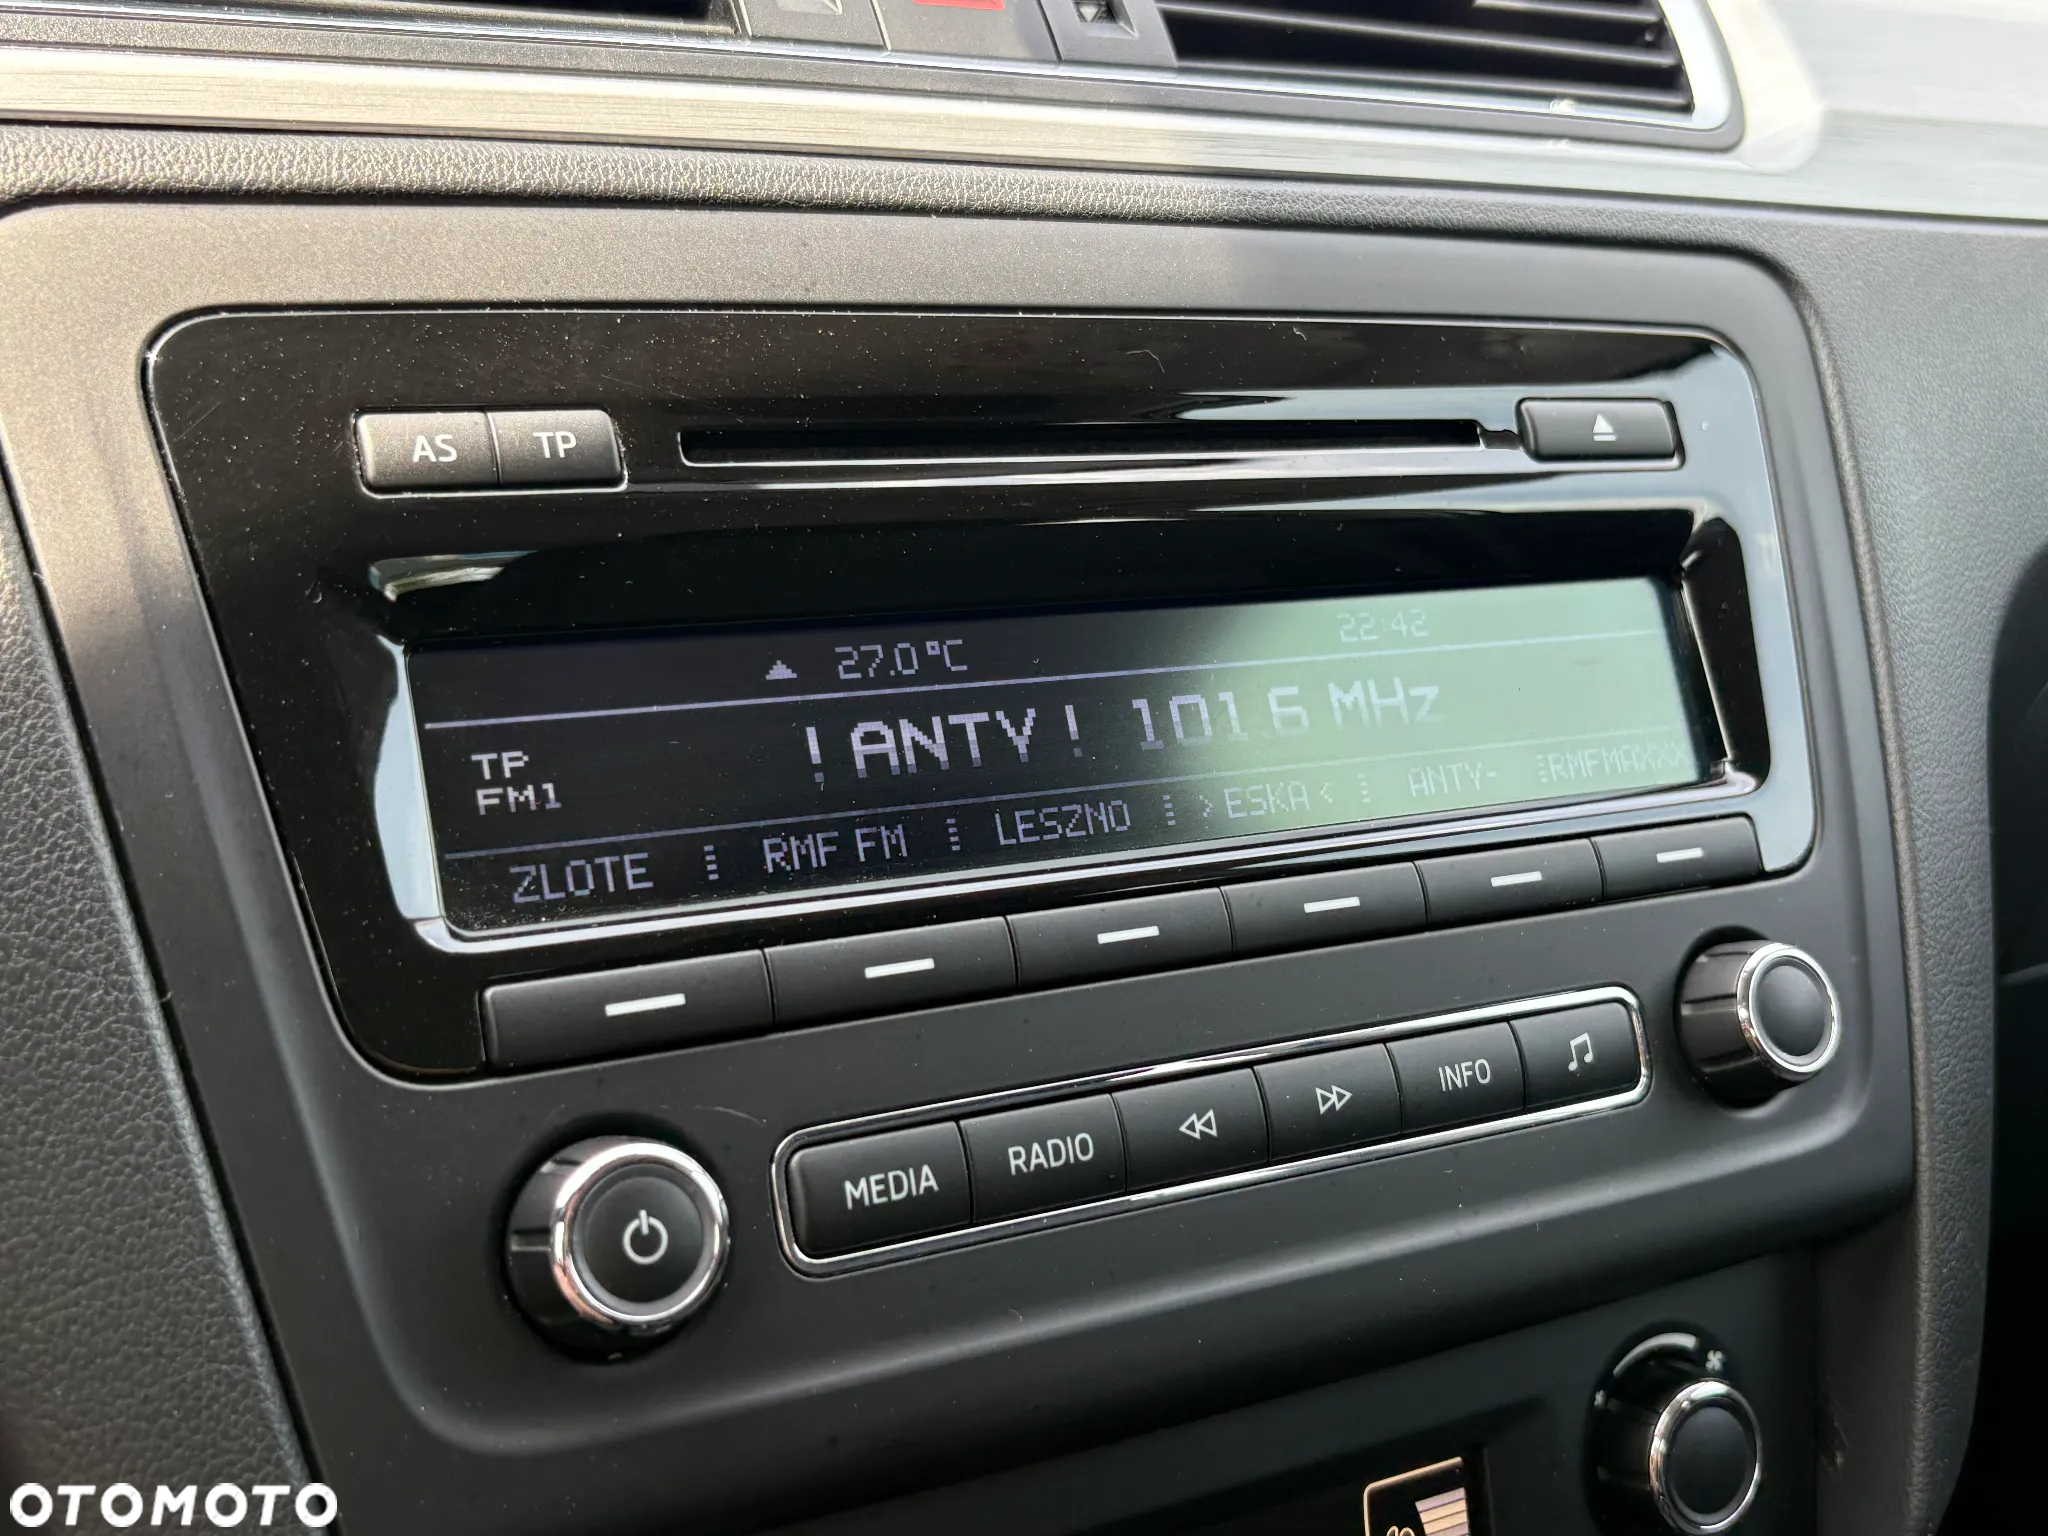 AS TP
27.0°C 22:42
TP
FM1
! ANTY ! 101.6 MHz
ZLOTE RMF FM LESZNO >ESKA< ANTY- RMFMAXXX
MEDIA RADIO INFO
OTOMOTO